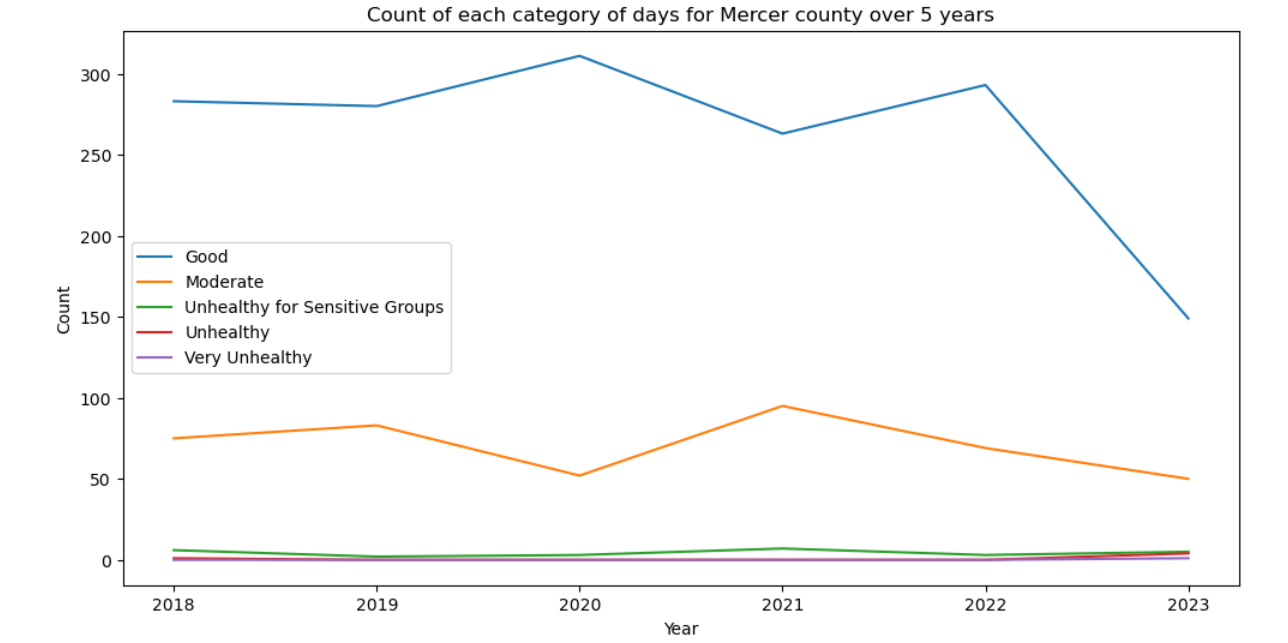 Count of each category of days for Mercer county over 5 years
300
250
200
150
100
50
0
Count
Good
Moderate
Unhealthy for Sensitive Groups
Unhealthy
Very Unhealthy
2018 2019 2020 2021 2022 2023
Year